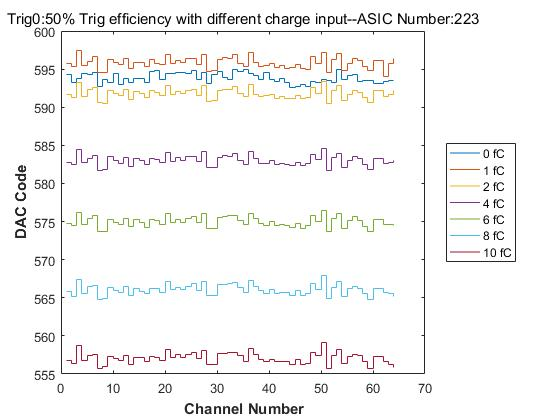 Trig0:50% Trig efficiency with different charge input--ASIC Number:223
600
595
590
585
580
575
570
565
560
555
DAC Code
0 10 20 30 40 50 60 70
Channel Number
0 fC
1 fC
2 fC
4 fC
6 fC
8 fC
10 fC